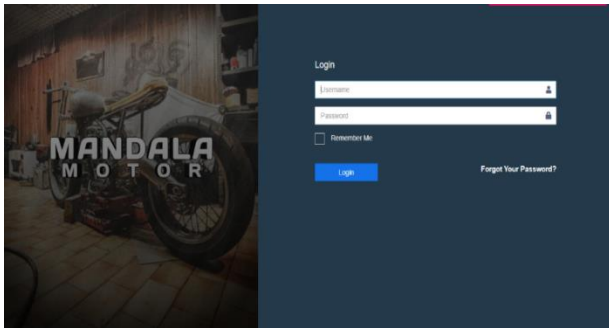 MANDALA
MOTOR
Login
Username
Password
Remember Me
Login
Forgot Your Password?